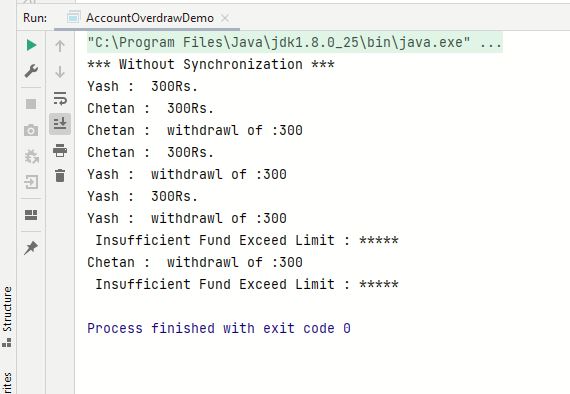 Run: AccountOverdrawDemo
"C:\Program Files\Java\jdk1.8.0_25\bin\java.exe" ...
*** Without Synchronization ***
Yash :  300Rs.
Chetan :  300Rs.
Chetan :  withdrawl of :300
Chetan :  300Rs.
Yash :  withdrawl of :300
Yash :  300Rs.
Yash :  withdrawl of :300
 Insufficient Fund Exceed Limit : *****
Chetan :  withdrawl of :300
 Insufficient Fund Exceed Limit : *****
Process finished with exit code 0
Structure